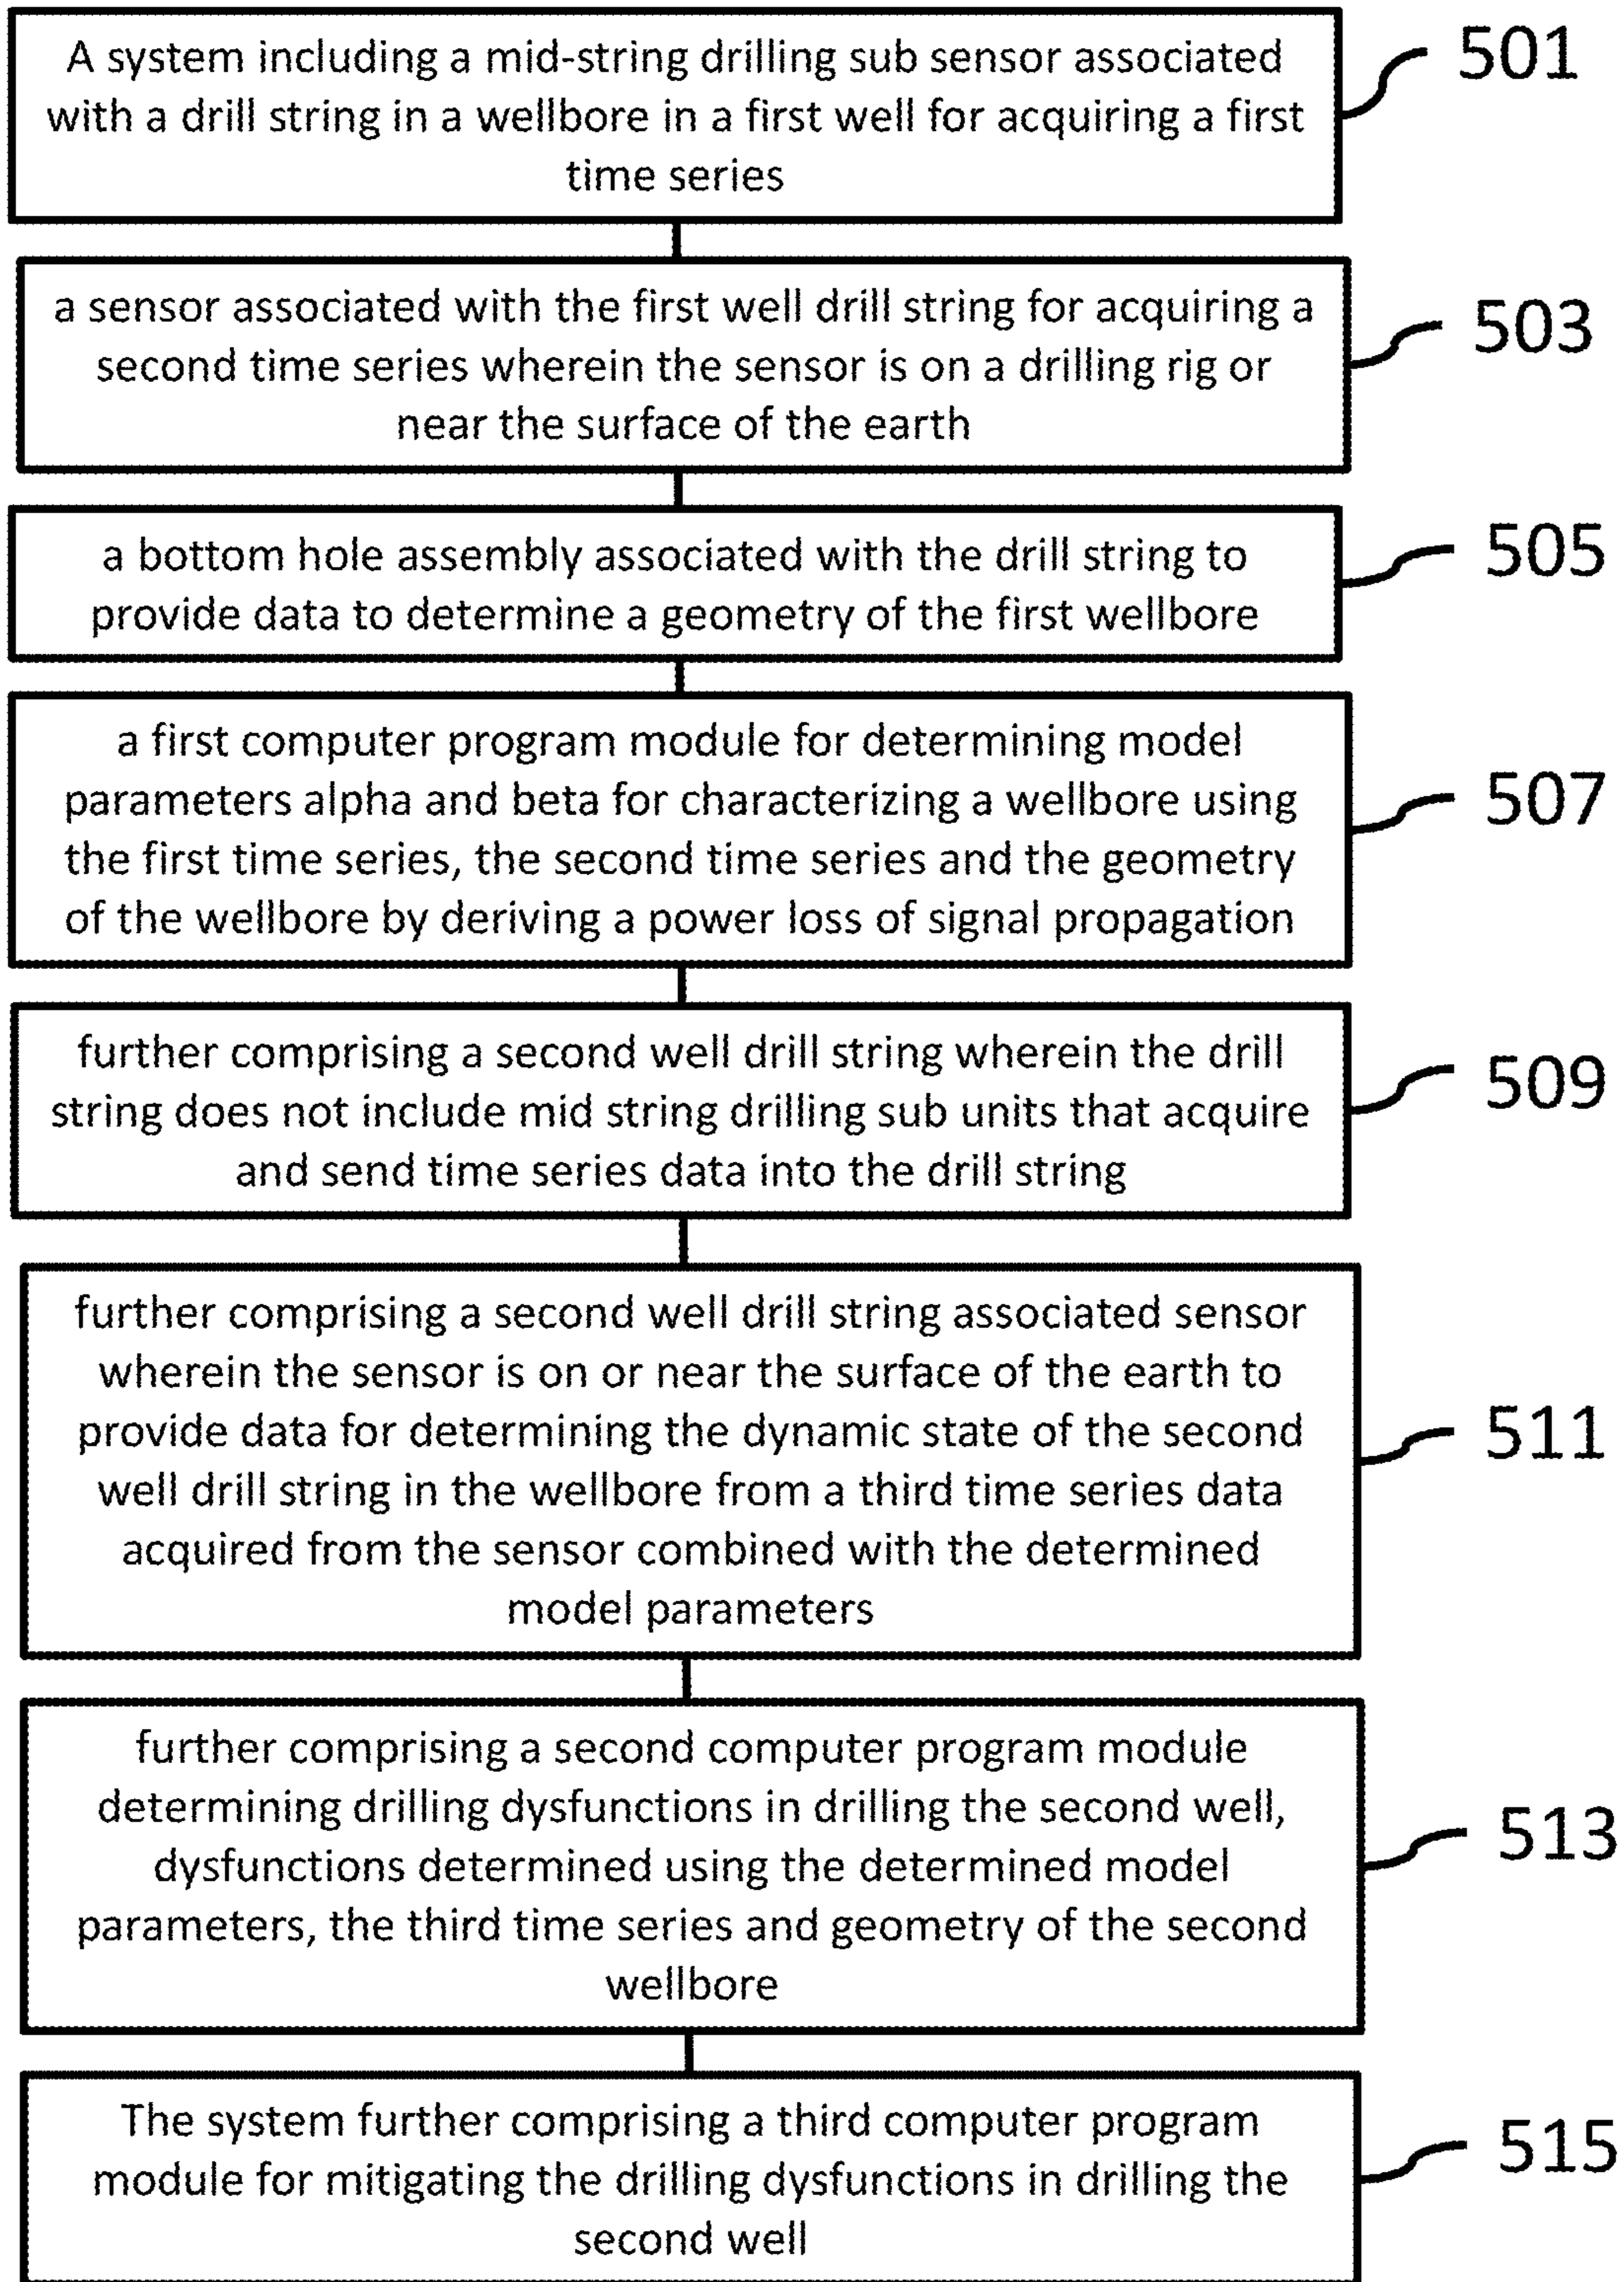 A system including a mid-string drilling sub sensor associated
with a drill string in a wellbore in a first well for acquiring a first
time series
501
a sensor associated with the first well drill string for acquiring a
second time series wherein the sensor is on a drilling rig or
near the surface of the earth
503
a bottom hole assembly associated with the drill string to
provide data to determine a geometry of the first wellbore
505
a first computer program module for determining model
parameters alpha and beta for characterizing a wellbore using
the first time series, the second time series and the geometry
of the wellbore by deriving a power loss of signal propagation
507
further comprising a second well drill string wherein the drill
string does not include mid string drilling sub units that acquire
and send time series data into the drill string
509
further comprising a second well drill string associated sensor
wherein the sensor is on or near the surface of the earth to
provide data for determining the dynamic state of the second
well drill string in the wellbore from a third time series data
acquired from the sensor combined with the determined
model parameters
511
further comprising a second computer program module
determining drilling dysfunctions in drilling the second well,
dysfunctions determined using the determined model
parameters, the third time series and geometry of the second
wellbore
513
The system further comprising a third computer program
module for mitigating the drilling dysfunctions in drilling the
second well
515